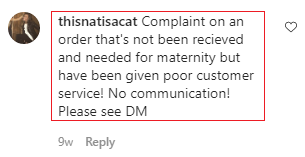 thisnatisacat Complaint on an
order that's not been recieved
and needed for maternity but
have been given poor customer
service! No communication!
Please see DM
9w Reply